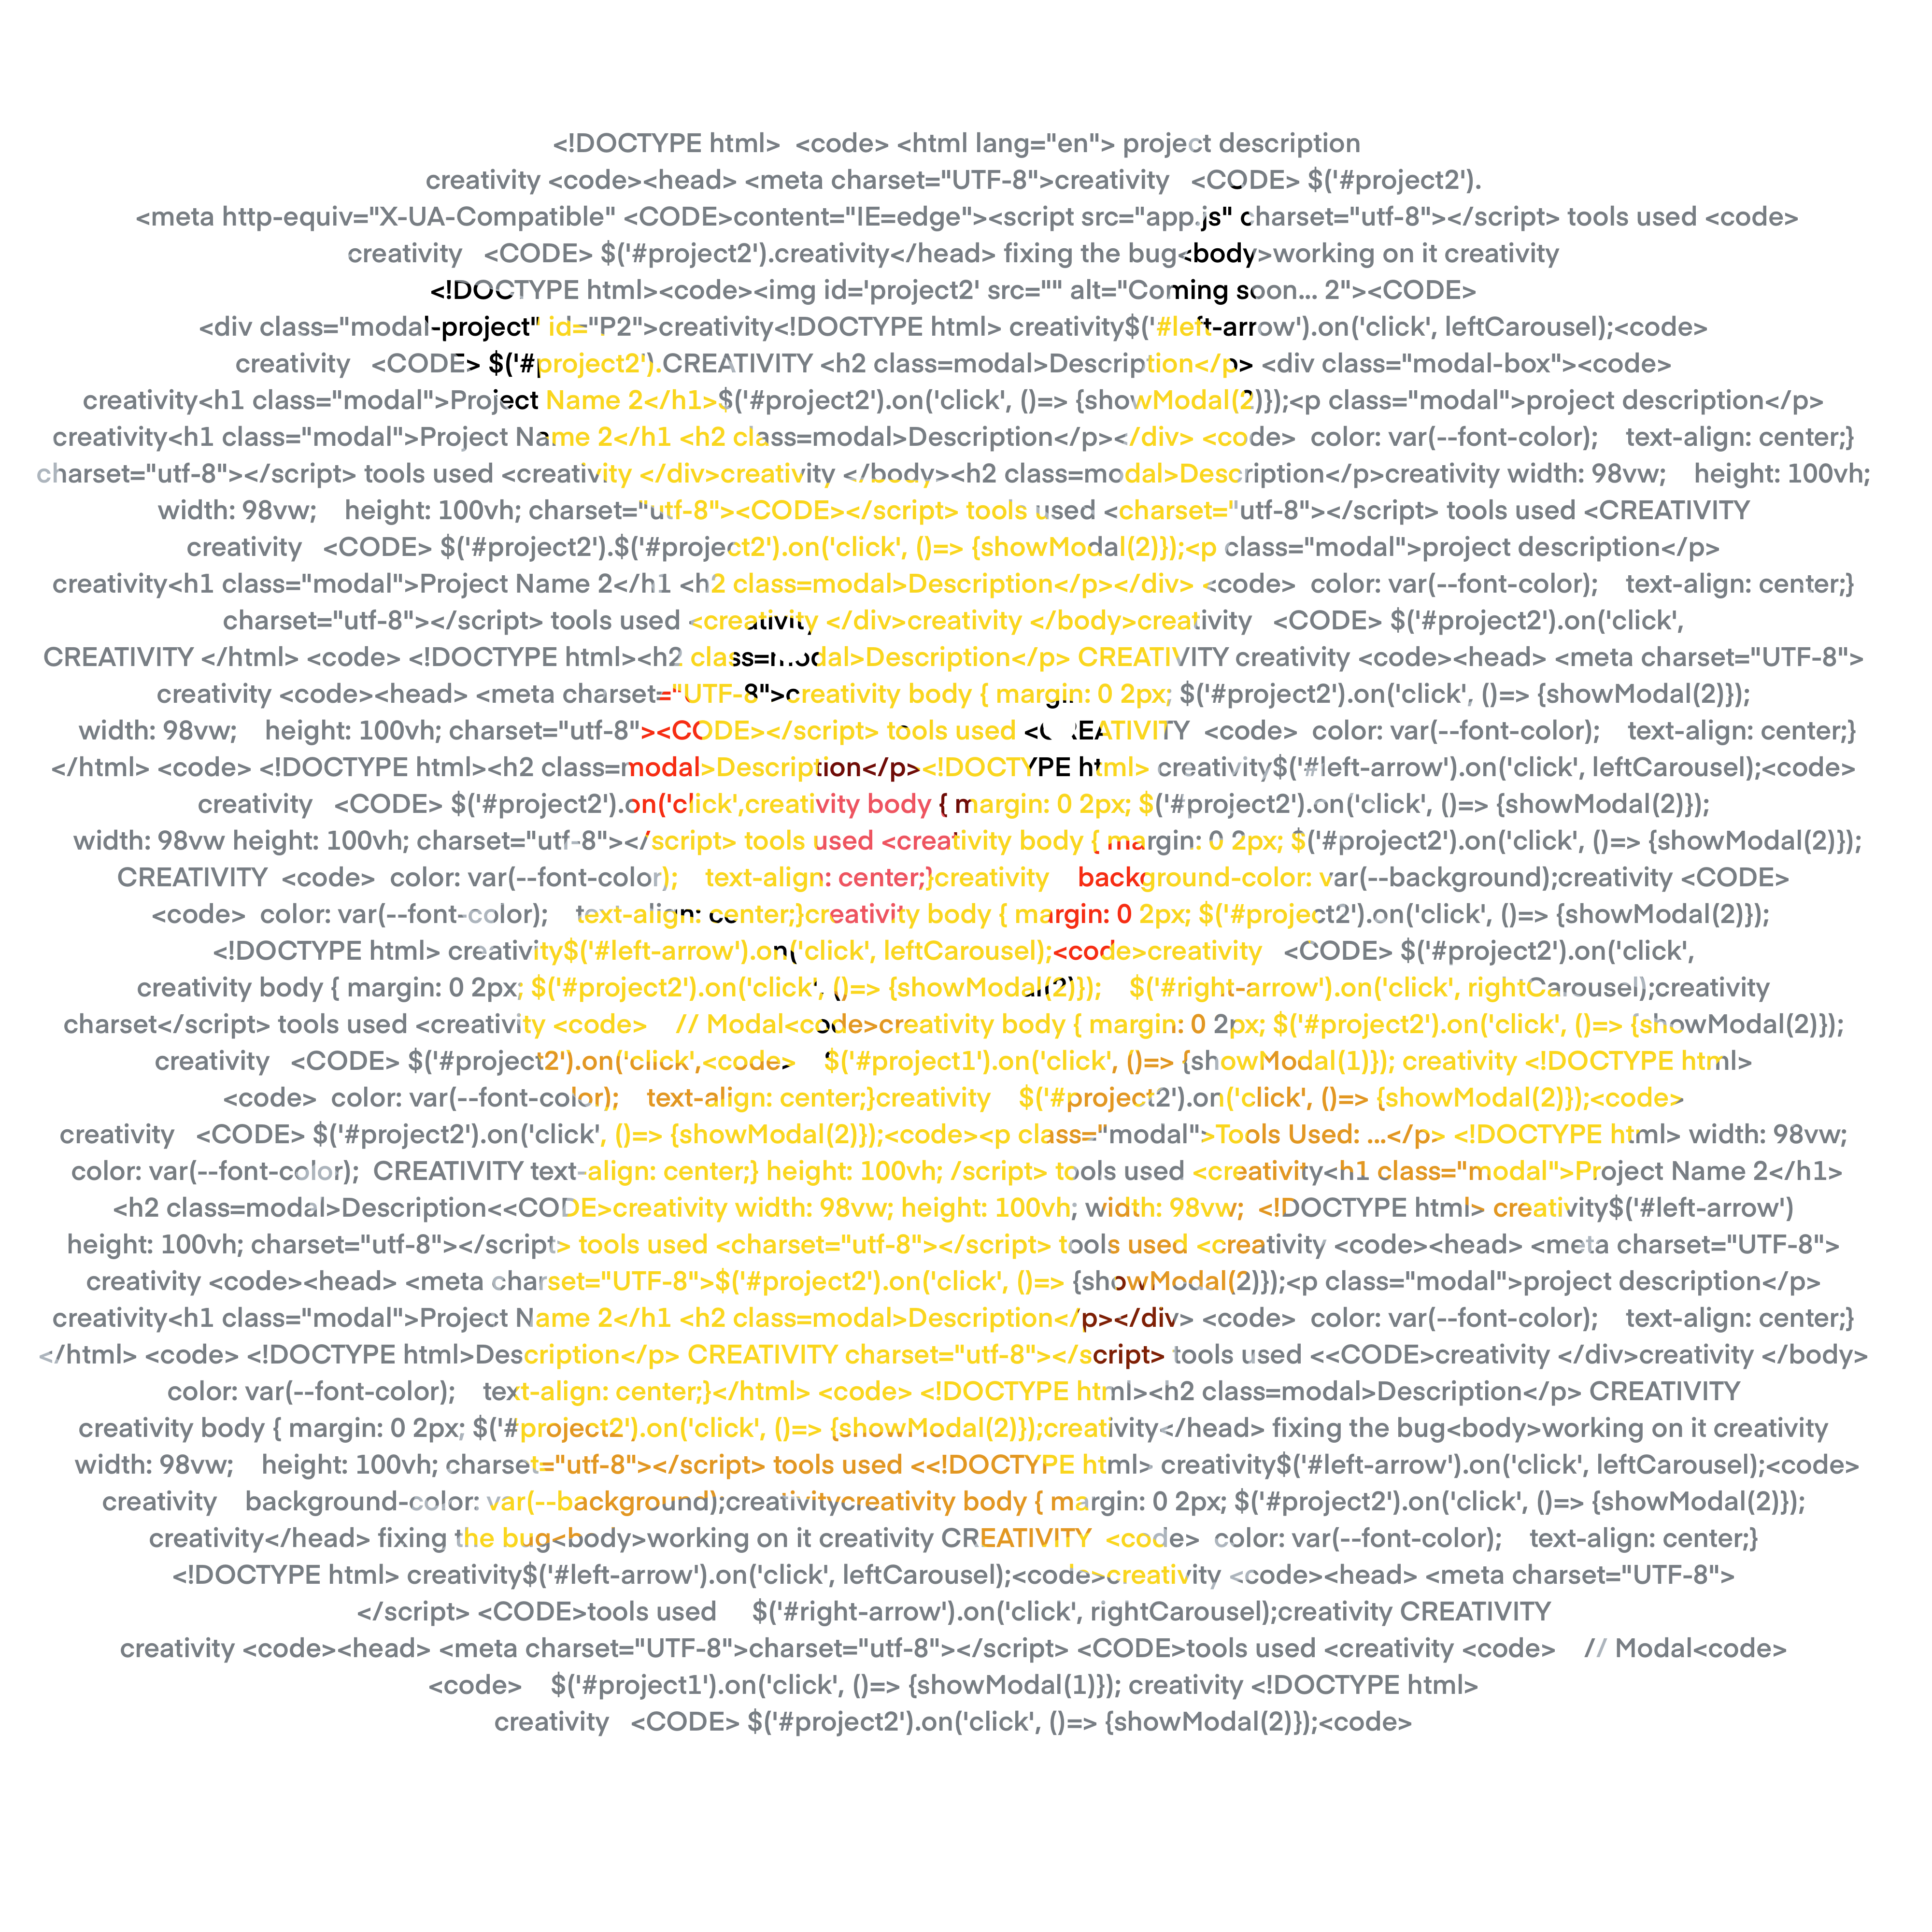 <!DOCTYPE html>  <code> <html lang="en"> project description
creativity <code><head> <meta charset="UTF-8">creativity   <CODE> $('#project2').
<meta http-equiv="X-UA-Compatible" <CODE>content="IE=edge"><script src="app.js" charset="utf-8"></script> tools used <code>
creativity   <CODE> $('#project2').creativity</head> fixing the bug<body>working on it creativity
<!DOCTYPE html><code><img id='project2' src="" alt="Coming soon... 2"><CODE>
<div class="modal-project" id="P2">creativity<!DOCTYPE html> creativity$('#left-arrow').on('click', leftCarousel);<code>
creativity   <CODE> $('#project2').CREATIVITY <h2 class=modal>Description</p> <div class="modal-box"><code>
creativity<h1 class="modal">Project Name 2</h1>$('#project2').on('click', ()=> {showModal(2)});<p class="modal">project description</p>
creativity<h1 class="modal">Project Name 2</h1 <h2 class=modal>Description</p></div> <code>  color: var(--font-color);    text-align: center;}
charset="utf-8"></script> tools used <creativity </div>creativity </body><h2 class=modal>Description</p>creativity width: 98vw;    height: 100vh;
width: 98vw;    height: 100vh; charset="utf-8"><CODE></script> tools used <charset="utf-8"></script> tools used <CREATIVITY
creativity   <CODE> $('#project2').$('#project2').on('click', ()=> {showModal(2)});<p class="modal">project description</p>
creativity<h1 class="modal">Project Name 2</h1 <h2 class=modal>Description</p></div> <code>  color: var(--font-color);    text-align: center;}
charset="utf-8"></script> tools used <creativity </div>creativity </body>creativity   <CODE> $('#project2').on('click',
CREATIVITY </html> <code> <!DOCTYPE html><h2 class=modal>Description</p> CREATIVITY creativity <code><head> <meta charset="UTF-8">
creativity <code><head> <meta charset="UTF-8">creativity body { margin: 0 2px; $('#project2').on('click', ()=> {showModal(2)});
width: 98vw;    height: 100vh; charset="utf-8"><CODE></script> tools used <CREATIVITY  <code>  color: var(--font-color);    text-align: center;}
</html> <code> <!DOCTYPE html><h2 class=modal>Description</p><!DOCTYPE html> creativity$('#left-arrow').on('click', leftCarousel);<code>
creativity   <CODE> $('#project2').on('click',creativity body { margin: 0 2px; $('#project2').on('click', ()=> {showModal(2)});
width: 98vw height: 100vh; charset="utf-8"></script> tools used <creativity body { margin: 0 2px; $('#project2').on('click', ()=> {showModal(2)});
CREATIVITY  <code>  color: var(--font-color);    text-align: center;}creativity    background-color: var(--background);creativity <CODE>
<code>  color: var(--font-color);    text-align: center;}creativity body { margin: 0 2px; $('#project2').on('click', ()=> {showModal(2)});
<!DOCTYPE html> creativity$('#left-arrow').on('click', leftCarousel);<code>creativity   <CODE> $('#project2').on('click',
creativity body { margin: 0 2px; $('#project2').on('click', ()=> {showModal(2)});    $('#right-arrow').on('click', rightCarousel);creativity
charset</script> tools used <creativity <code>    // Modal<code>creativity body { margin: 0 2px; $('#project2').on('click', ()=> {showModal(2)});
creativity   <CODE> $('#project2').on('click',<code>    $('#project1').on('click', ()=> {showModal(1)}); creativity <!DOCTYPE html>
<code>  color: var(--font-color);    text-align: center;}creativity    $('#project2').on('click', ()=> {showModal(2)});<code>
creativity   <CODE> $('#project2').on('click', ()=> {showModal(2)});<code><p class="modal">Tools Used: ...</p> <!DOCTYPE html> width: 98vw;
color: var(--font-color);  CREATIVITY text-align: center;} height: 100vh; /script> tools used <creativity<h1 class="modal">Project Name 2</h1>
<h2 class=modal>Description<<CODE>creativity width: 98vw; height: 100vh; width: 98vw;  <!DOCTYPE html> creativity$('#left-arrow')
height: 100vh; charset="utf-8"></script> tools used <charset="utf-8"></script> tools used <creativity <code><head> <meta charset="UTF-8">
creativity <code><head> <meta charset="UTF-8">$('#project2').on('click', ()=> {showModal(2)});<p class="modal">project description</p>
creativity<h1 class="modal">Project Name 2</h1 <h2 class=modal>Description</p></div> <code>  color: var(--font-color);    text-align: center;}
</html> <code> <!DOCTYPE html>Description</p> CREATIVITY charset="utf-8"></script> tools used <<CODE>creativity </div>creativity </body>
color: var(--font-color);    text-align: center;}</html> <code> <!DOCTYPE html><h2 class=modal>Description</p> CREATIVITY
creativity body { margin: 0 2px; $('#project2').on('click', ()=> {showModal(2)});creativity</head> fixing the bug<body>working on it creativity
width: 98vw;    height: 100vh; charset="utf-8"></script> tools used <<!DOCTYPE html> creativity$('#left-arrow').on('click', leftCarousel);<code>
creativity    background-color: var(--background);creativitycreativity body { margin: 0 2px; $('#project2').on('click', ()=> {showModal(2)});
creativity</head> fixing the bug<body>working on it creativity CREATIVITY  <code>  color: var(--font-color);    text-align: center;}
<!DOCTYPE html> creativity$('#left-arrow').on('click', leftCarousel);<code>creativity <code><head> <meta charset="UTF-8">
</script> <CODE>tools used     $('#right-arrow').on('click', rightCarousel);creativity CREATIVITY
creativity <code><head> <meta charset="UTF-8">charset="utf-8"></script> <CODE>tools used <creativity <code>    // Modal<code>
<code>    $('#project1').on('click', ()=> {showModal(1)}); creativity <!DOCTYPE html>
creativity   <CODE> $('#project2').on('click', ()=> {showModal(2)});<code>